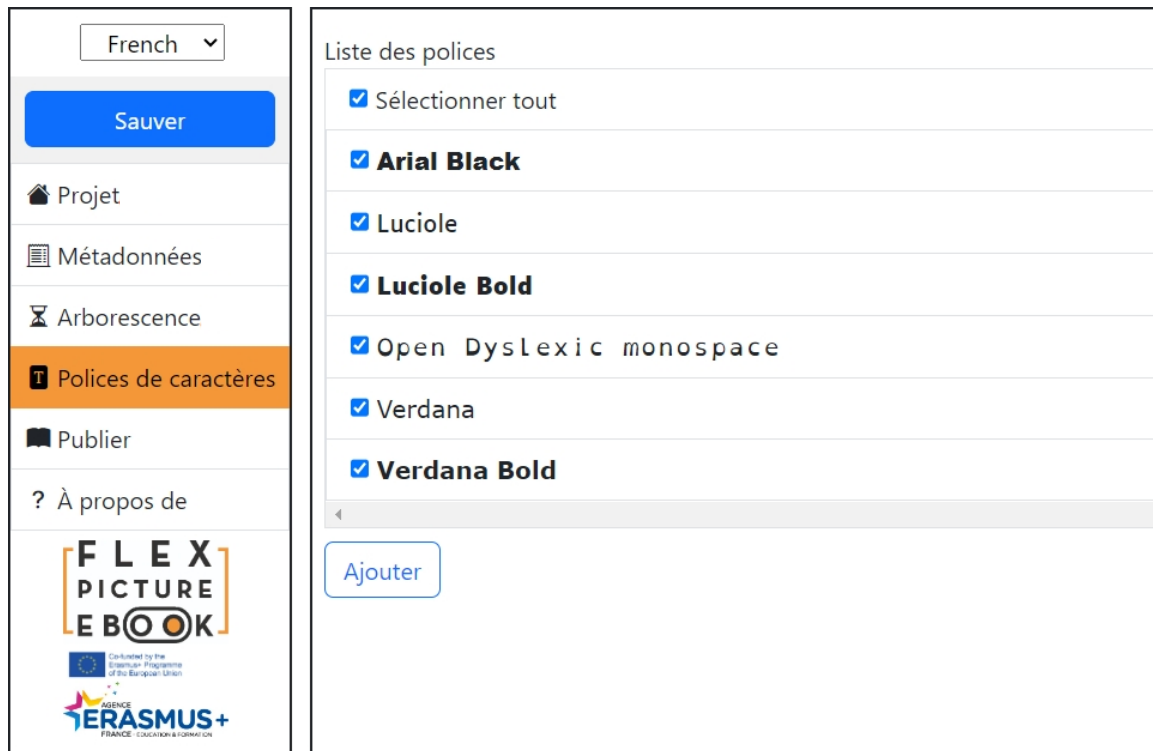 French
Sauver
Projet
Métadonnées
Arborescence
Polices de caractères
Publier
? À propos de
FLEX
PICTURE
EBOOK
Co-funded by the
Erasmus+ Programme
of the European Union
AGENCE
ERASMUS+
FRANCE · EDUCATION & FORMATION
Liste des polices
Sélectionner tout
Arial Black
Luciole
Luciole Bold
Open Dyslexic monospace
Verdana
Verdana Bold
Ajouter